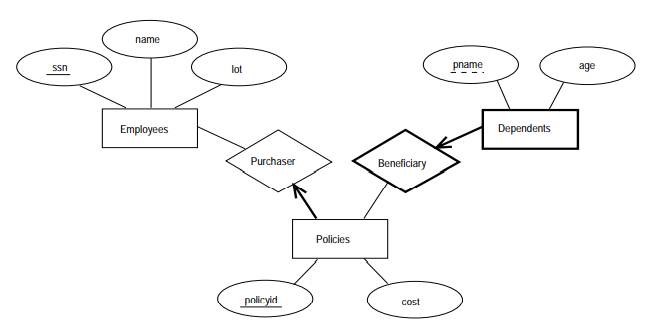 name
ssn
lot
pname
age
Employees
Dependents
Purchaser
Beneficiary
Policies
policyid
cost